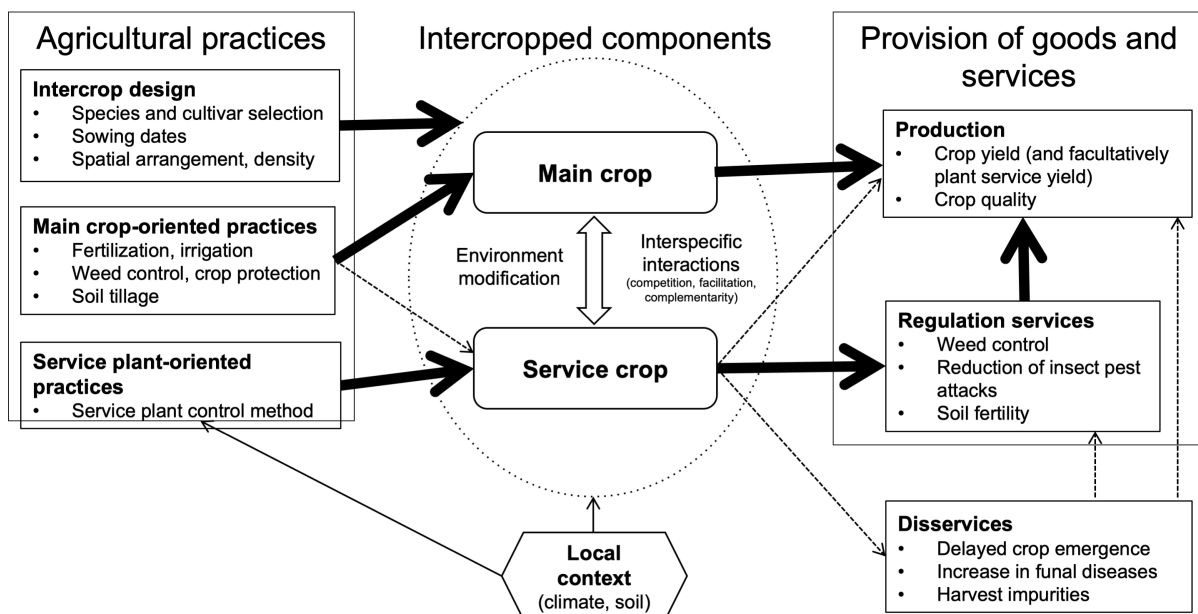 Agricultural practices
Intercrop design
• Species and cultivar selection
• Sowing dates
• Spatial arrangement, density
Main crop-oriented practices
• Fertilization, irrigation
• Weed control, crop protection
• Soil tillage
Service plant-oriented
practices
• Service plant control method
Intercropped components
Main crop
Environment
modification
Interspecific
interactions
(competition, facilitation,
complementarity)
Service crop
Local
context
(climate, soil)
Provision of goods and
services
Production
• Crop yield (and facultatively
plant service yield)
• Crop quality
Regulation services
• Weed control
• Reduction of insect pest
attacks
• Soil fertility
Disservices
• Delayed crop emergence
• Increase in funal diseases
• Harvest impurities